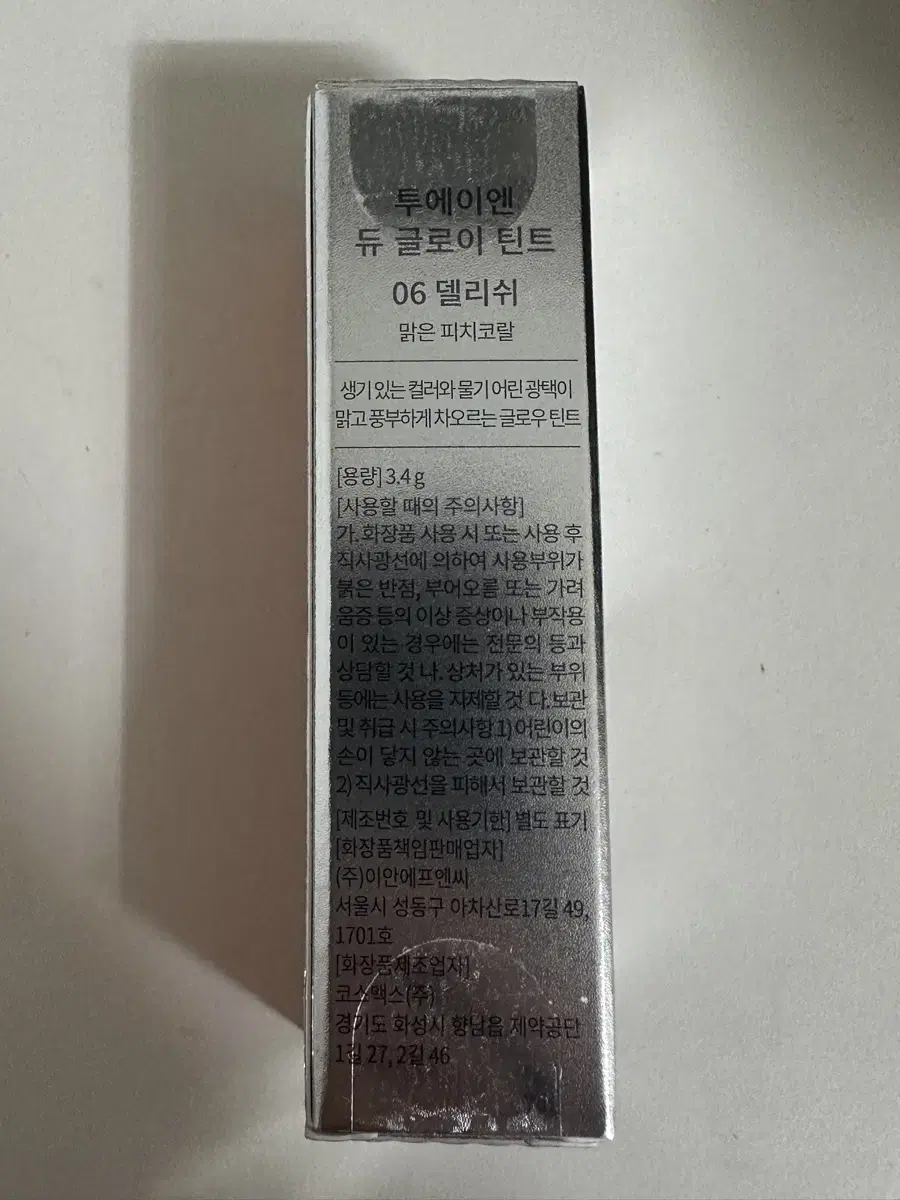 투에이엔
듀 글로이 틴트
06 델리쉬
맑은 피치코랄
생기 있는 컬러와 물기 어린 광택이
맑고 풍부하게 차오르는 글로우 틴트
[용량] 3.4 g
[사용할 때의 주의사항]
가. 화장품 사용 시 또는 사용 후
직사광선에 의하여 사용부위가
붉은 반점, 부어오름 또는 가려
움증 등의 이상 증상이나 부작용
이 있는 경우에는 전문의 등과
상담할 것 나. 상처가 있는 부위
등에는 사용을 자제할 것 다. 보관
및 취급 시 주의사항 1) 어린이의
손이 닿지 않는 곳에 보관할 것
2) 직사광선을 피해서 보관할 것
[제조번호 및 사용기한] 별도 표기
[화장품책임판매업자]
(주)이안에프엔씨
서울시 성동구 아차산로17길 49,
1701호
[화장품제조업자]
코스맥스(주)
경기도 화성시 향남읍 제약공단
1길 27, 2길 46